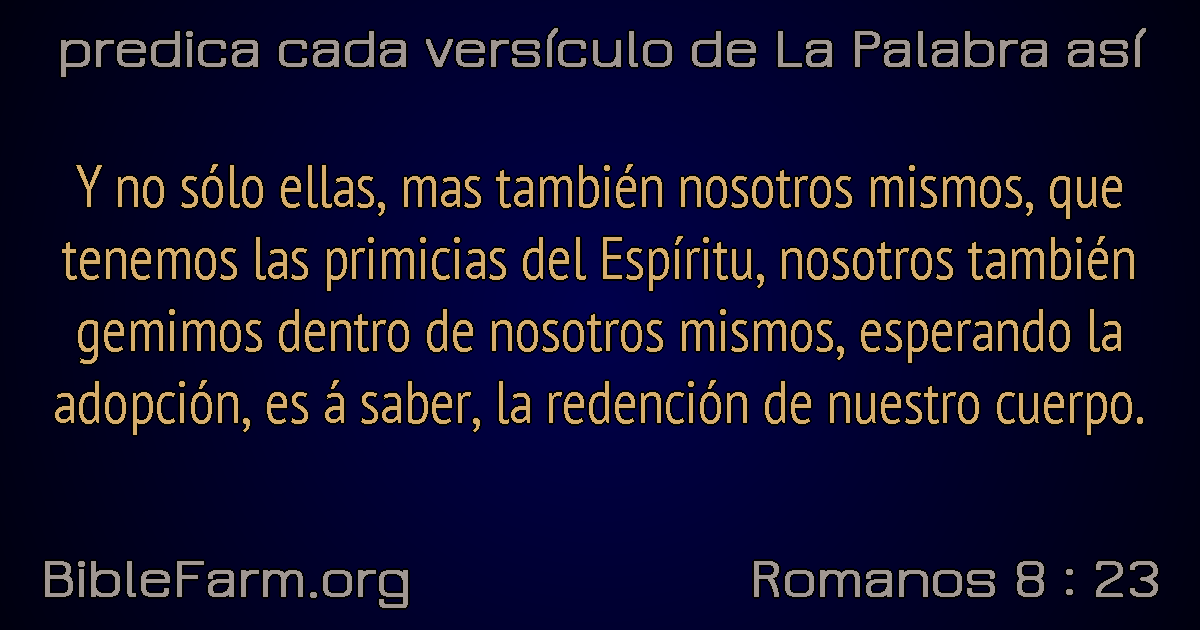 predica cada versículo de La Palabra así
Y no sólo ellas, mas también nosotros mismos, que
tenemos las primicias del Espíritu, nosotros también
gemimos dentro de nosotros mismos, esperando la
adopción, es á saber, la redención de nuestro cuerpo.
BibleFarm.org
Romanos 8 : 23